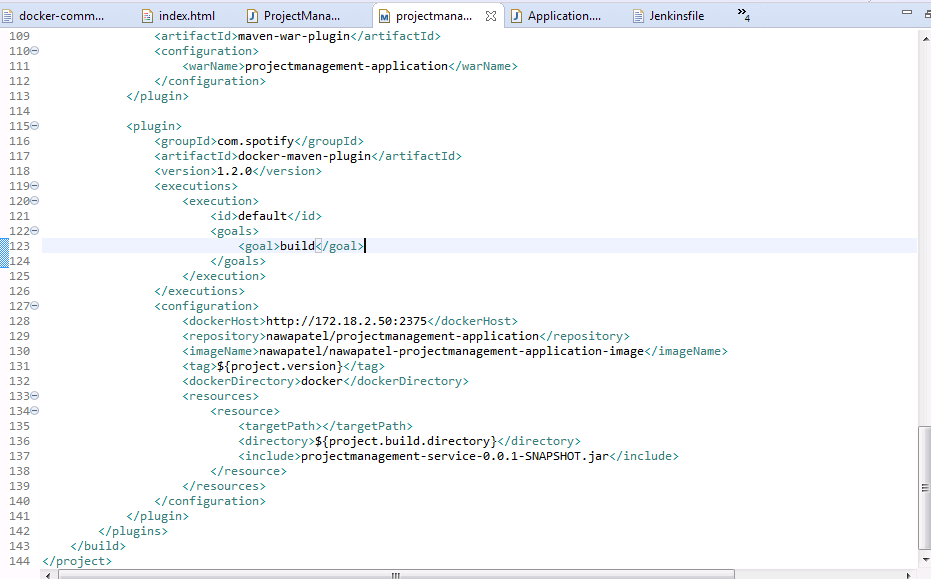 docker-comm...
index.html
ProjectMana...
projectmana...
Application....
Jenkinsfile
»4
109 <artifactId>maven-war-plugin</artifactId>
110 <configuration>
111 <warName>projectmanagement-application</warName>
112 </configuration>
113 </plugin>
114
115 <plugin>
116 <groupId>com.spotify</groupId>
117 <artifactId>docker-maven-plugin</artifactId>
118 <version>1.2.0</version>
119 <executions>
120 <execution>
121 <id>default</id>
122 <goals>
123 <goal>build</goal>
124 </goals>
125 </execution>
126 </executions>
127 <configuration>
128 <dockerHost>http://172.18.2.50:2375</dockerHost>
129 <repository>nawapatel/projectmanagement-application</repository>
130 <imageName>nawapatel/nawapatel-projectmanagement-application-image</imageName>
131 <tag>${project.version}</tag>
132 <dockerDirectory>docker</dockerDirectory>
133 <resources>
134 <resource>
135 <targetPath></targetPath>
136 <directory>${project.build.directory}</directory>
137 <include>projectmanagement-service-0.0.1-SNAPSHOT.jar</include>
138 </resource>
139 </resources>
140 </configuration>
141 </plugin>
142 </plugins>
143 </build>
144 </project>